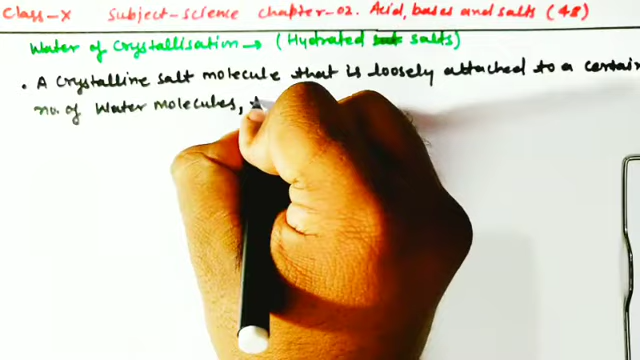 Class-X Subject-science chapter-02. Acid, bases and salts (48)
Water of Crystallisation → (Hydrated salts)
• A Crystalline salt molecule that is loosely attached to a certain
no. of Water molecules,